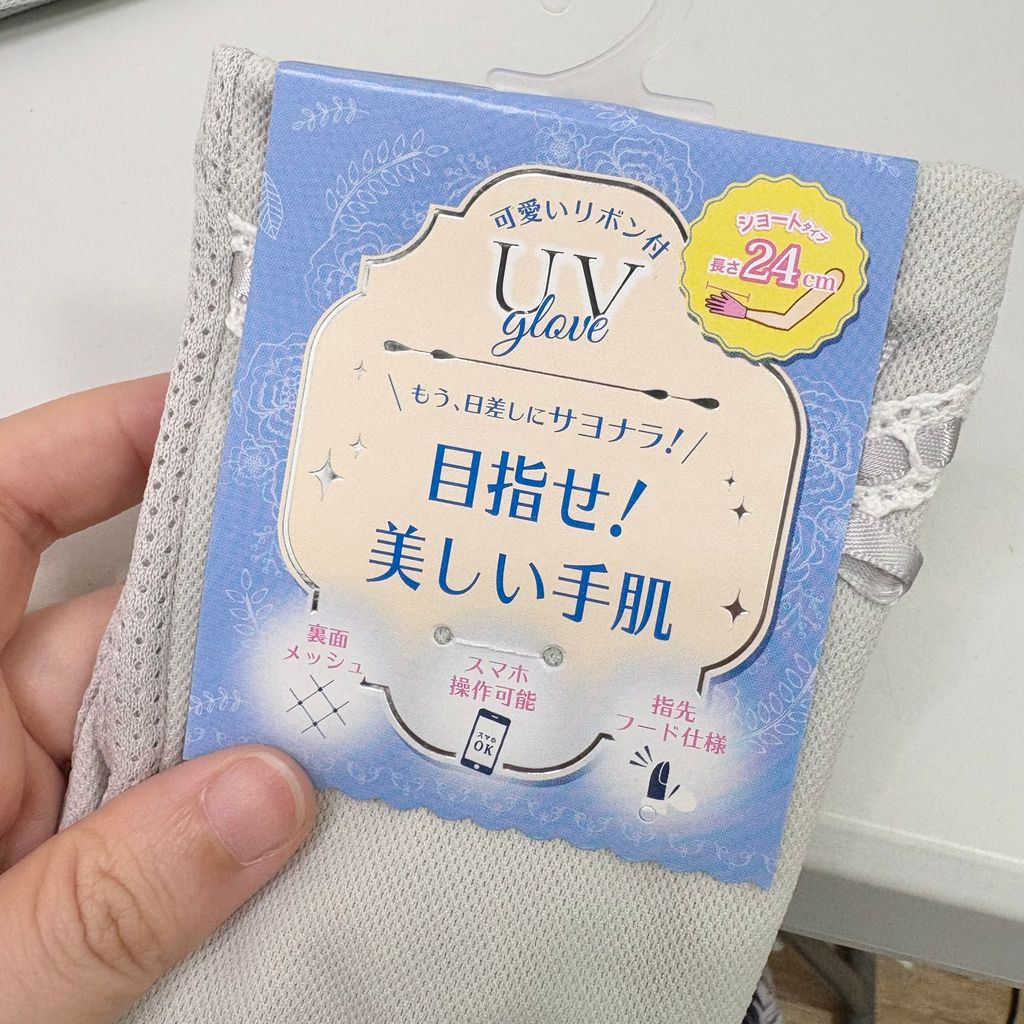 可愛いリボン付
UV
glove
ショートタイプ
長さ24cm
もう、日差しにサヨナラ!
目指せ!
美しい手肌
裏面
メッシュ
スマホ
操作可能
スマホ
OK
指先
フード仕様